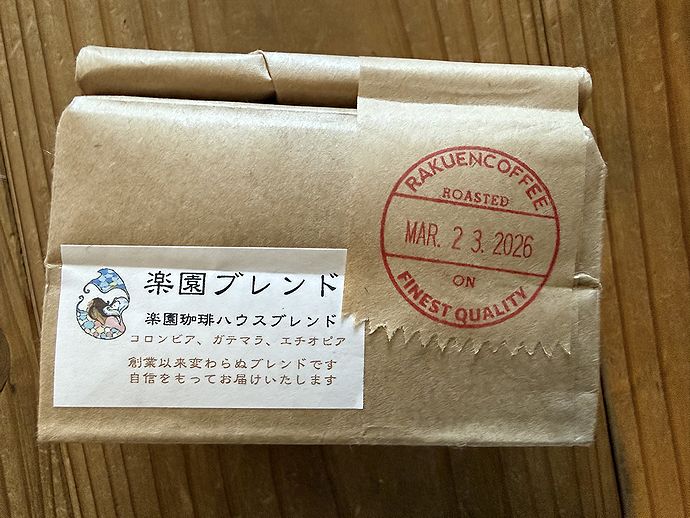 楽園ブレンド
楽園珈琲ハウスブレンド
コロンビア、ガテマラ、エチオピア
創業以来変わらぬブレンドです
自信をもってお届けいたします
RAKUENCOFFEE
ROASTED
MAR. 23. 2026
ON
FINEST QUALITY